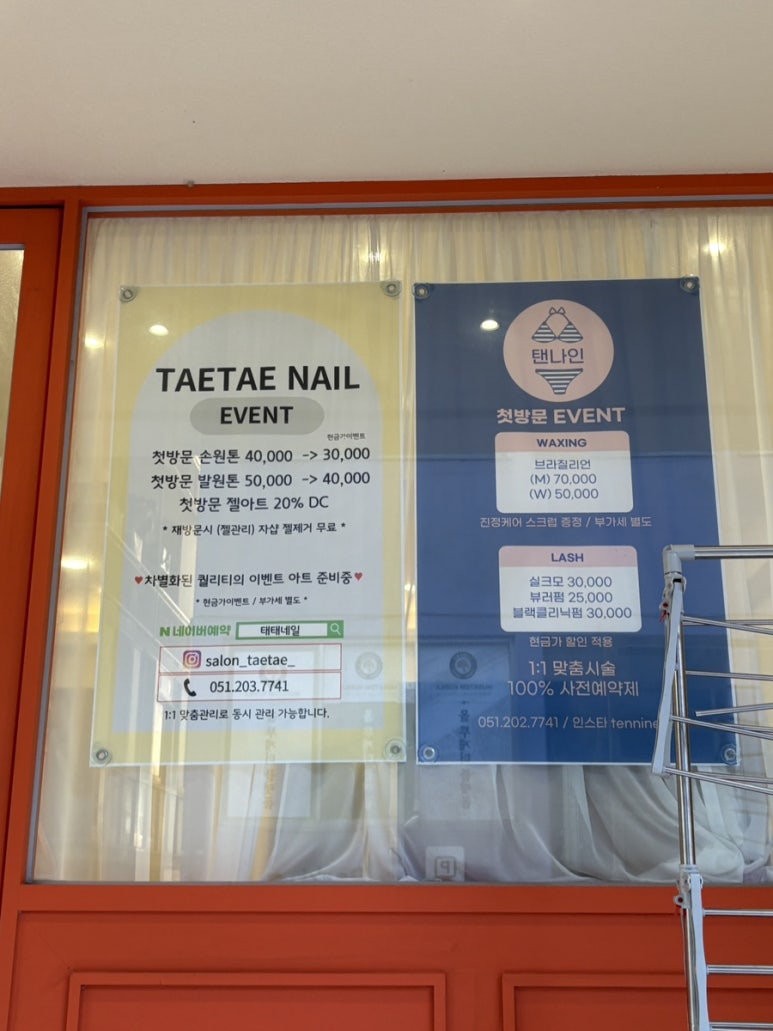 TAETAE NAIL
EVENT
현금가이벤트
첫방문 손원톤 40,000 -> 30,000
첫방문 발원톤 50,000 -> 40,000
첫방문 젤아트 20% DC
* 재방문시 (젤관리) 자샵 젤제거 무료 *
♥차별화된 퀄리티의 이벤트 아트 준비중♥
* 현금가이벤트 / 부가세 별도 *
N 네이버예약 태태네일
salon_taetae_
051.203.7741
1:1 맞춤관리로 동시 관리 가능합니다.
탠나인
첫방문 EVENT
WAXING
브라질리언
(M) 70,000
(W) 50,000
진정케어 스크럽 증정 / 부가세 별도
LASH
실크모 30,000
뷰러펌 25,000
블랙클리닉펌 30,000
현금가 할인 적용
1:1 맞춤시술
100% 사전예약제
051.202.7741 / 인스타 tennine
P